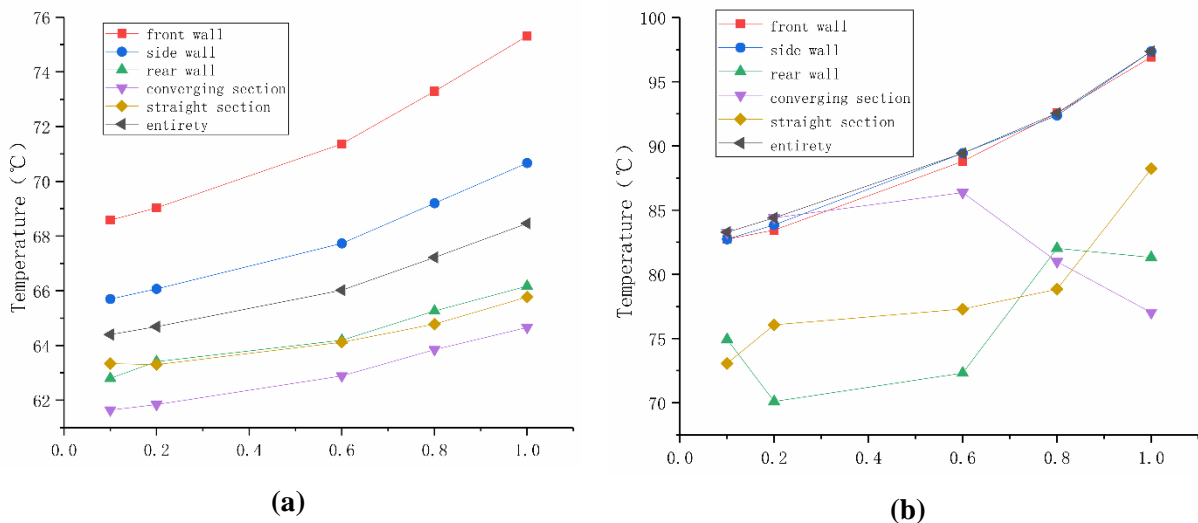 76
74
72
70
68
66
64
62
Temperature (℃)
front wall
side wall
rear wall
converging section
straight section
entirety
0.0 0.2 0.4 0.6 0.8 1.0
(a)
100
95
90
85
80
75
70
Temperature (℃)
front wall
side wall
rear wall
converging section
straight section
entirety
0.0 0.2 0.4 0.6 0.8 1.0
(b)